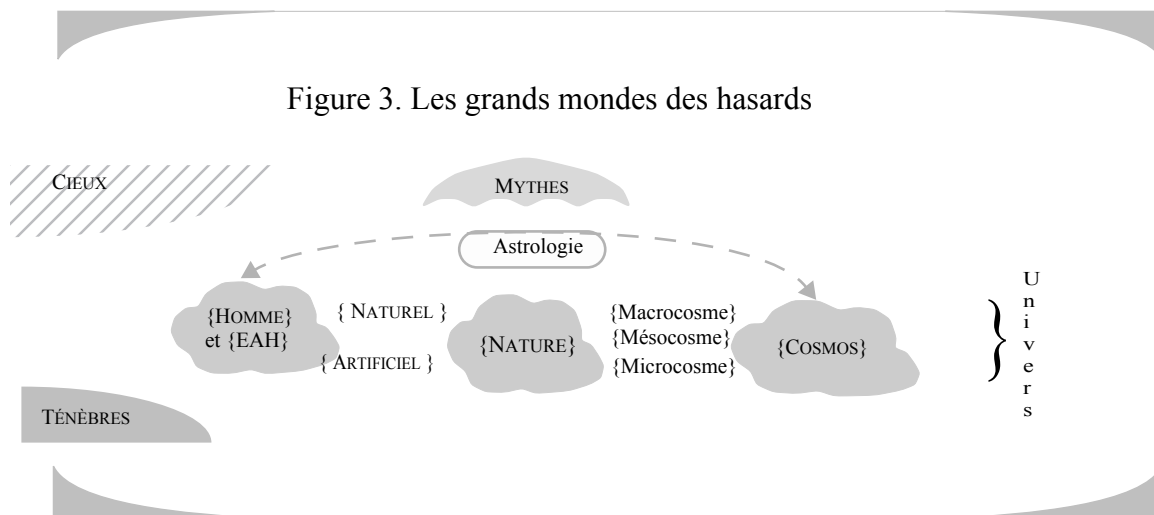 Figure 3. Les grands mondes des hasards
CIEUX
MYTHES
Astrologie
{HOMME}
et {EAH}
{ NATUREL }
{ ARTIFICIEL }
{NATURE}
{Macrocosme}
{Mésocosme}
{Microcosme}
{COSMOS}
}
Univers
TÉNÈBRES